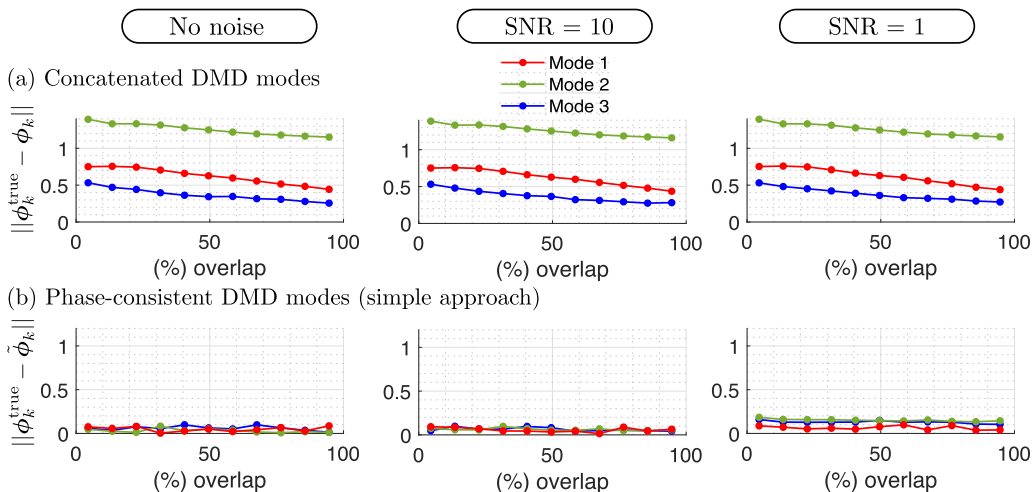 No noise
SNR = 10
SNR = 1
Mode 1
Mode 2
Mode 3
(a) Concatenated DMD modes
||ϕ_k^true − ϕ_k||
1
0.5
0
0
50
100
(%) overlap
1
0.5
0
0
50
100
(%) overlap
1
0.5
0
0
50
100
(%) overlap
(b) Phase-consistent DMD modes (simple approach)
||ϕ_k^true − ϕ̃_k||
1
0.5
0
0
50
100
(%) overlap
1
0.5
0
0
50
100
(%) overlap
1
0.5
0
0
50
100
(%) overlap